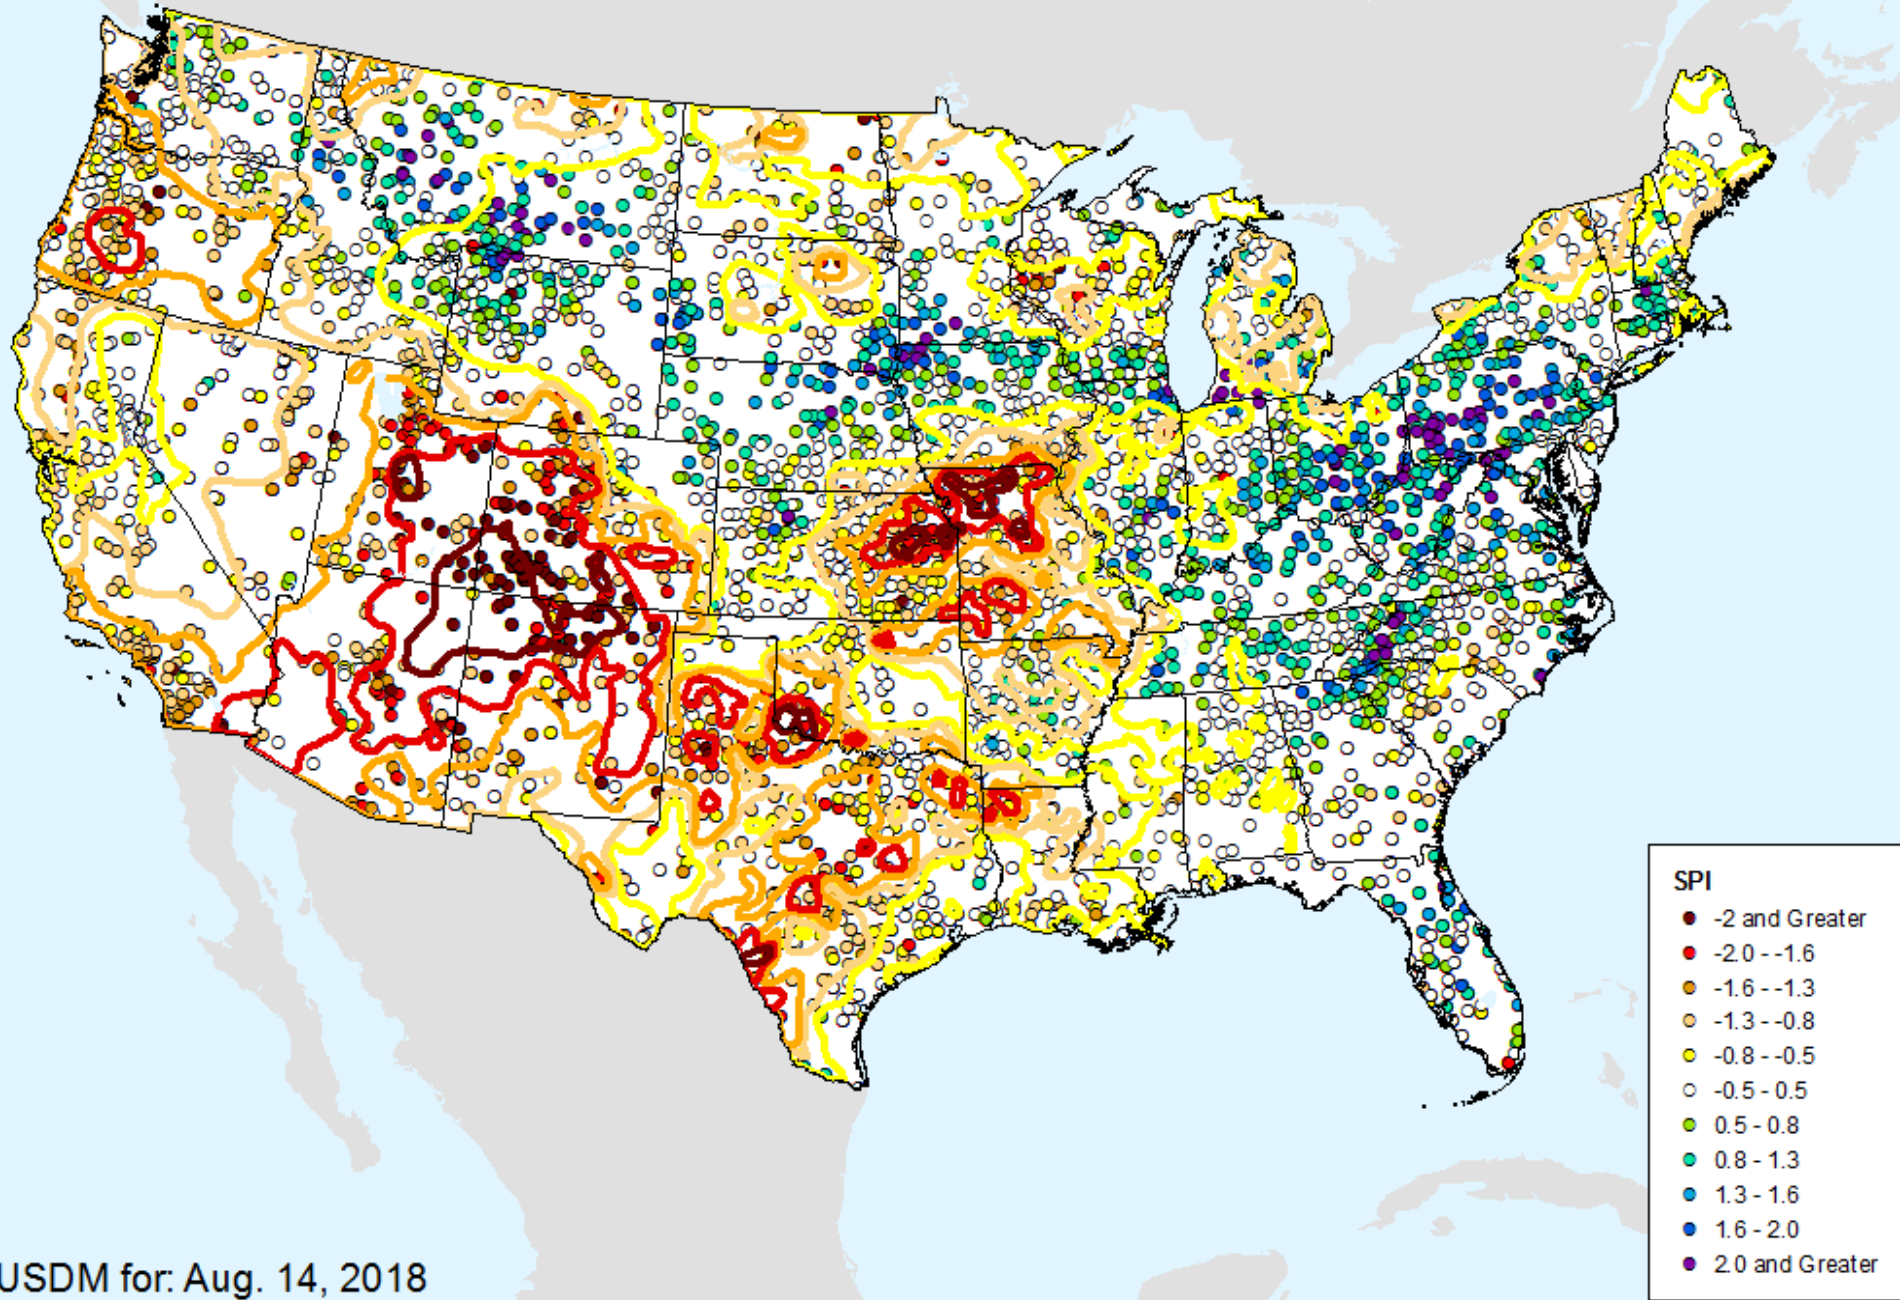 SPI
-2 and Greater
-2.0 - -1.6
-1.6 - -1.3
-1.3 - -0.8
-0.8 - -0.5
-0.5 - 0.5
0.5 - 0.8
0.8 - 1.3
1.3 - 1.6
1.6 - 2.0
2.0 and Greater
USDM for: Aug. 14, 2018